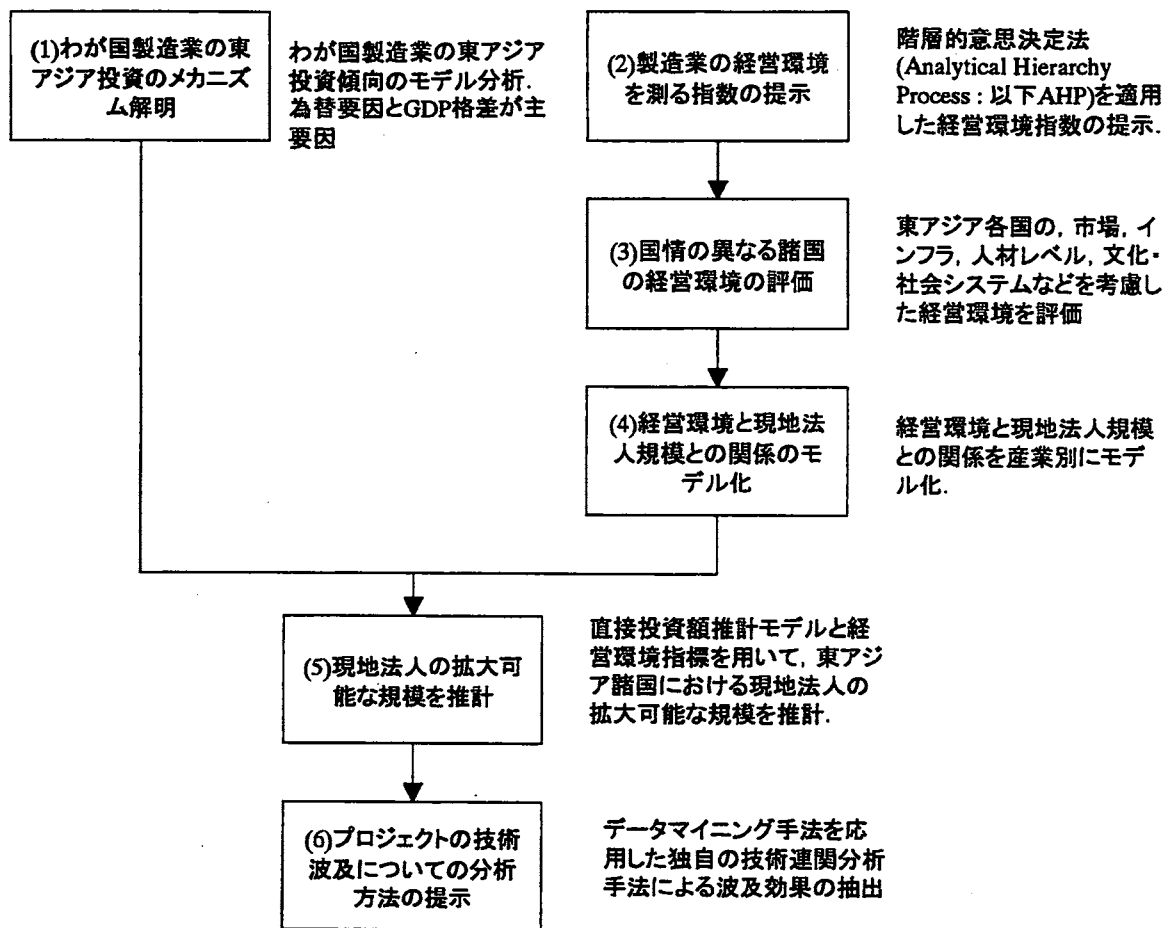 (1)わが国製造業の東
アジア投資のメカニズ
ム解明
わが国製造業の東アジア
投資傾向のモデル分析.
為替要因とGDP格差が主
要因
(2)製造業の経営環境
を測る指数の提示
階層的意思決定法
(Analytical Hierarchy
Process : 以下AHP)を適用
した経営環境指数の提示.
(3)国情の異なる諸国
の経営環境の評価
東アジア各国の, 市場, イ
ンフラ, 人材レベル, 文化・
社会システムなどを考慮し
た経営環境を評価
(4)経営環境と現地法
人規模との関係のモ
デル化
経営環境と現地法人規模
との関係を産業別にモデ
ル化.
(5)現地法人の拡大可
能な規模を推計
直接投資額推計モデルと経
営環境指標を用いて, 東アジ
ア諸国における現地法人の
拡大可能な規模を推計.
(6)プロジェクトの技術
波及についての分析
方法の提示
データマイニング手法を応
用した独自の技術連関分析
手法による波及効果の抽出